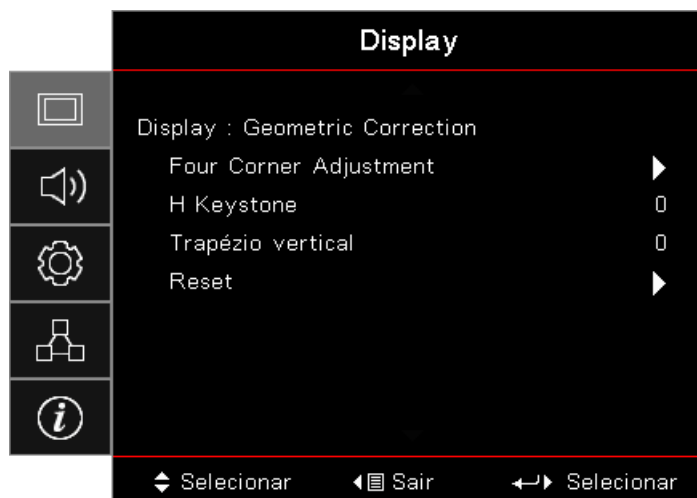 Display
Display : Geometric Correction
Four Corner Adjustment
H Keystone 0
Trapézio vertical 0
Reset
Selecionar Sair Selecionar